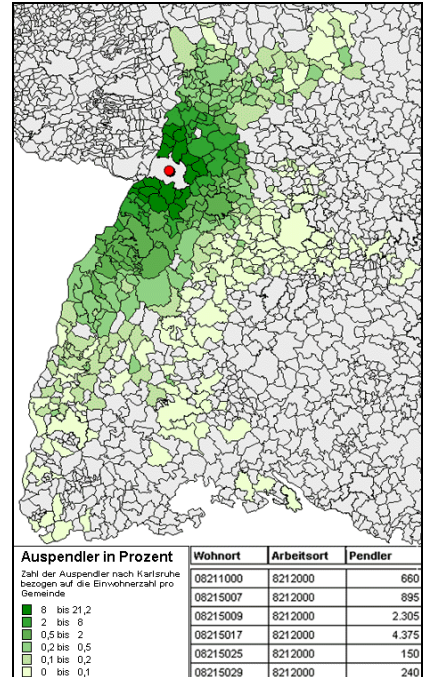 Auspendler in Prozent
Zahl der Auspendler nach Karlsruhe
bezogen auf die Einwohnerzahl pro
Gemeinde
8 bis 21,2
2 bis 8
0,5 bis 2
0,2 bis 0,5
0,1 bis 0,2
0 bis 0,1
Wohnort Arbeitsort Pendler
08211000 8212000 660
08215007 8212000 895
08215009 8212000 2.305
08215017 8212000 4.375
08215025 8212000 150
08215029 8212000 240